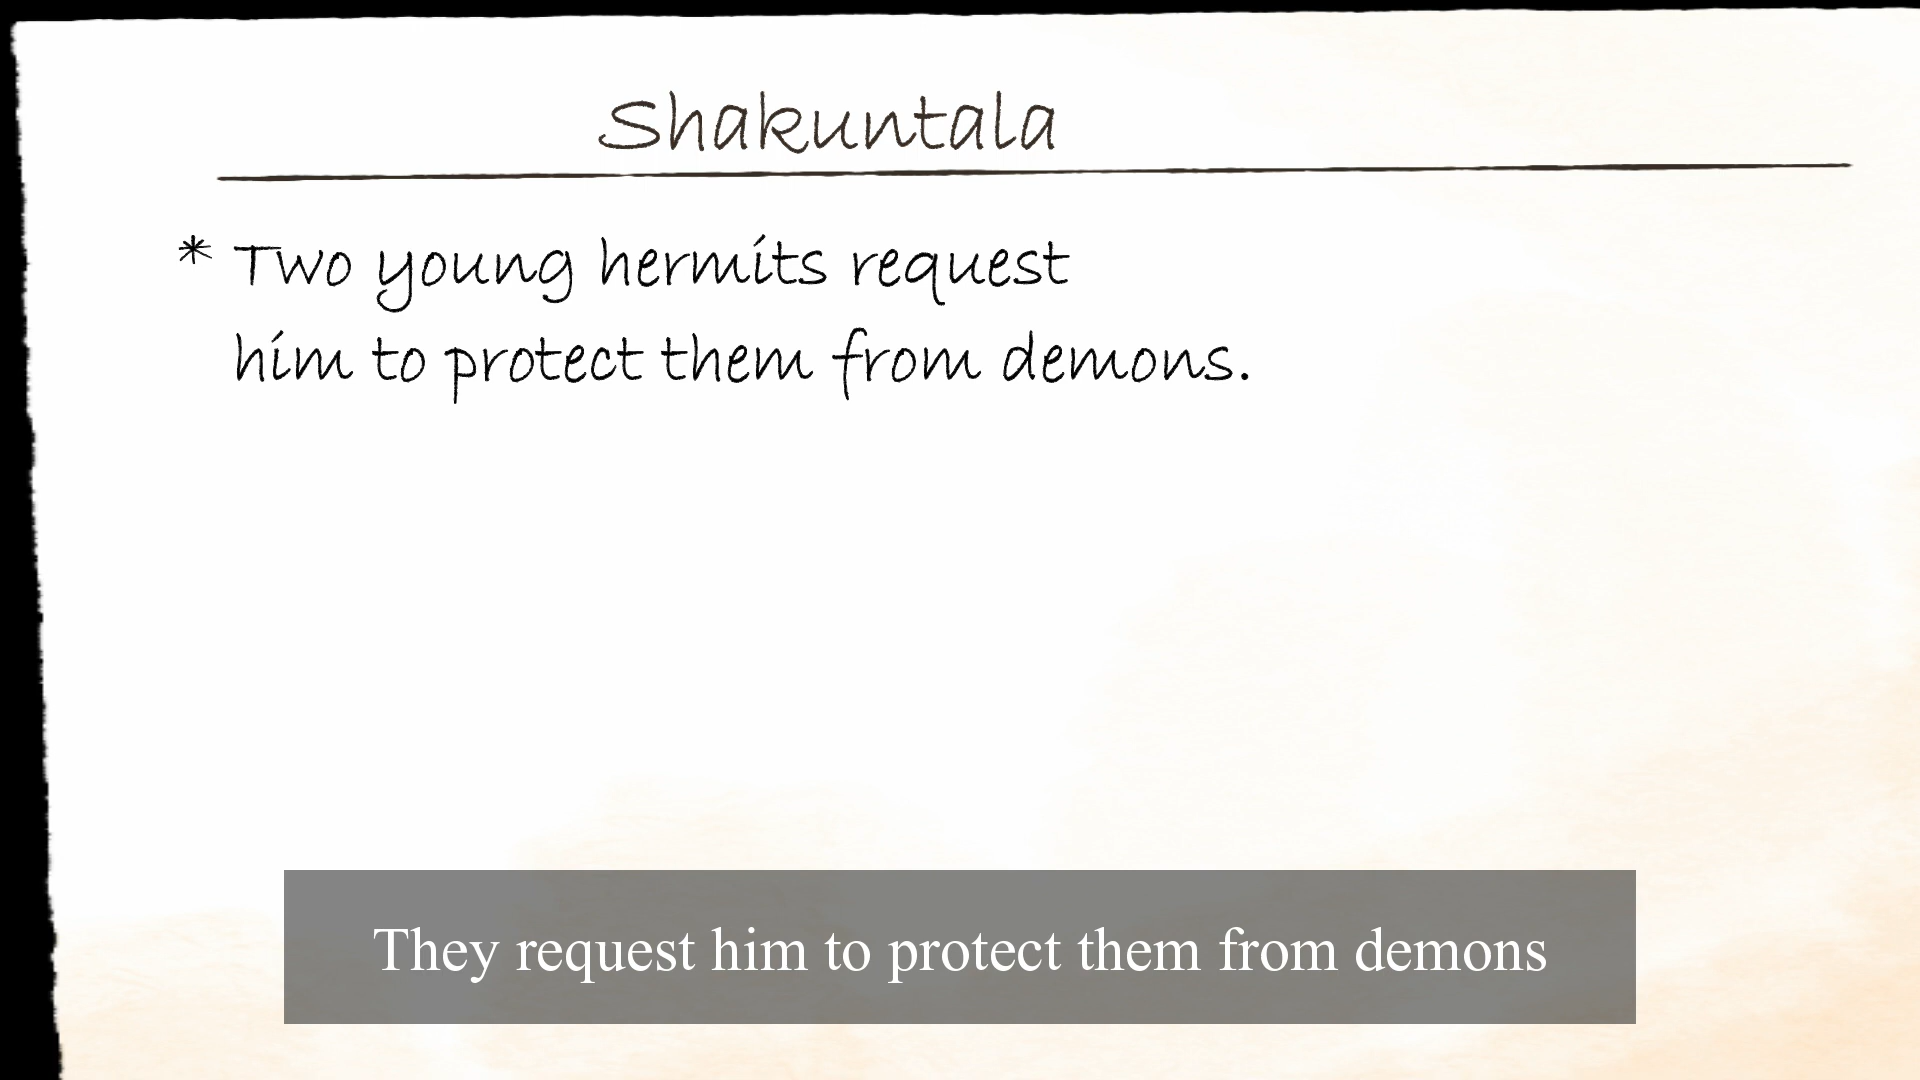 Shakuntala
* Two young hermits request
him to protect them from demons.
They request him to protect them from demons